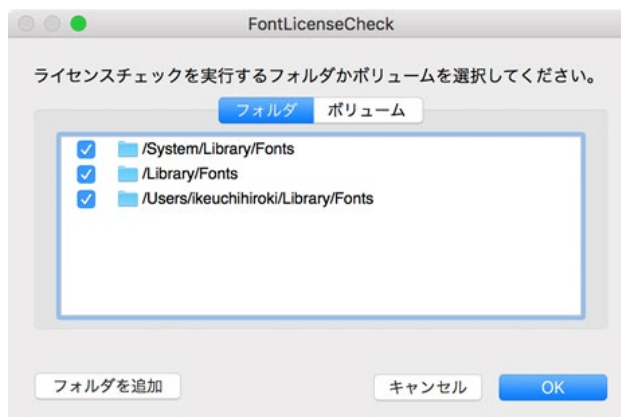 FontLicenseCheck
ライセンスチェックを実行するフォルダかボリュームを選択してください。
フォルダ ボリューム
/System/Library/Fonts
/Library/Fonts
/Users/ikeuchihiroki/Library/Fonts
フォルダを追加 キャンセル OK